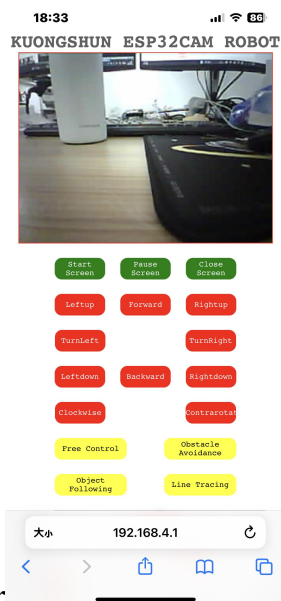 18:33
86
KUONGSHUN ESP32CAM ROBOT
Start Screen
Pause Screen
Close Screen
Leftup
Forward
Rightup
TurnLeft
TurnRight
Leftdown
Backward
Rightdown
Clockwise
Contrarotat
Free Control
Obstacle Avoidance
Object Following
Line Tracing
大小
192.168.4.1